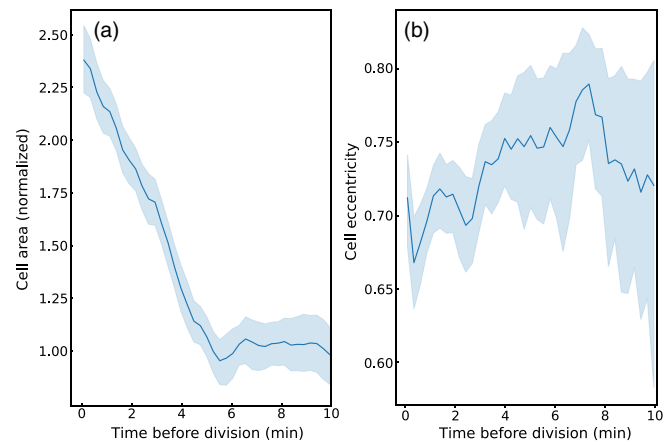 (a)
2.50
2.25
2.00
1.75
1.50
1.25
1.00
Cell area (normalized)
0 2 4 6 8 10
Time before division (min)
(b)
0.80
0.75
0.70
0.65
0.60
Cell eccentricity
0 2 4 6 8 10
Time before division (min)